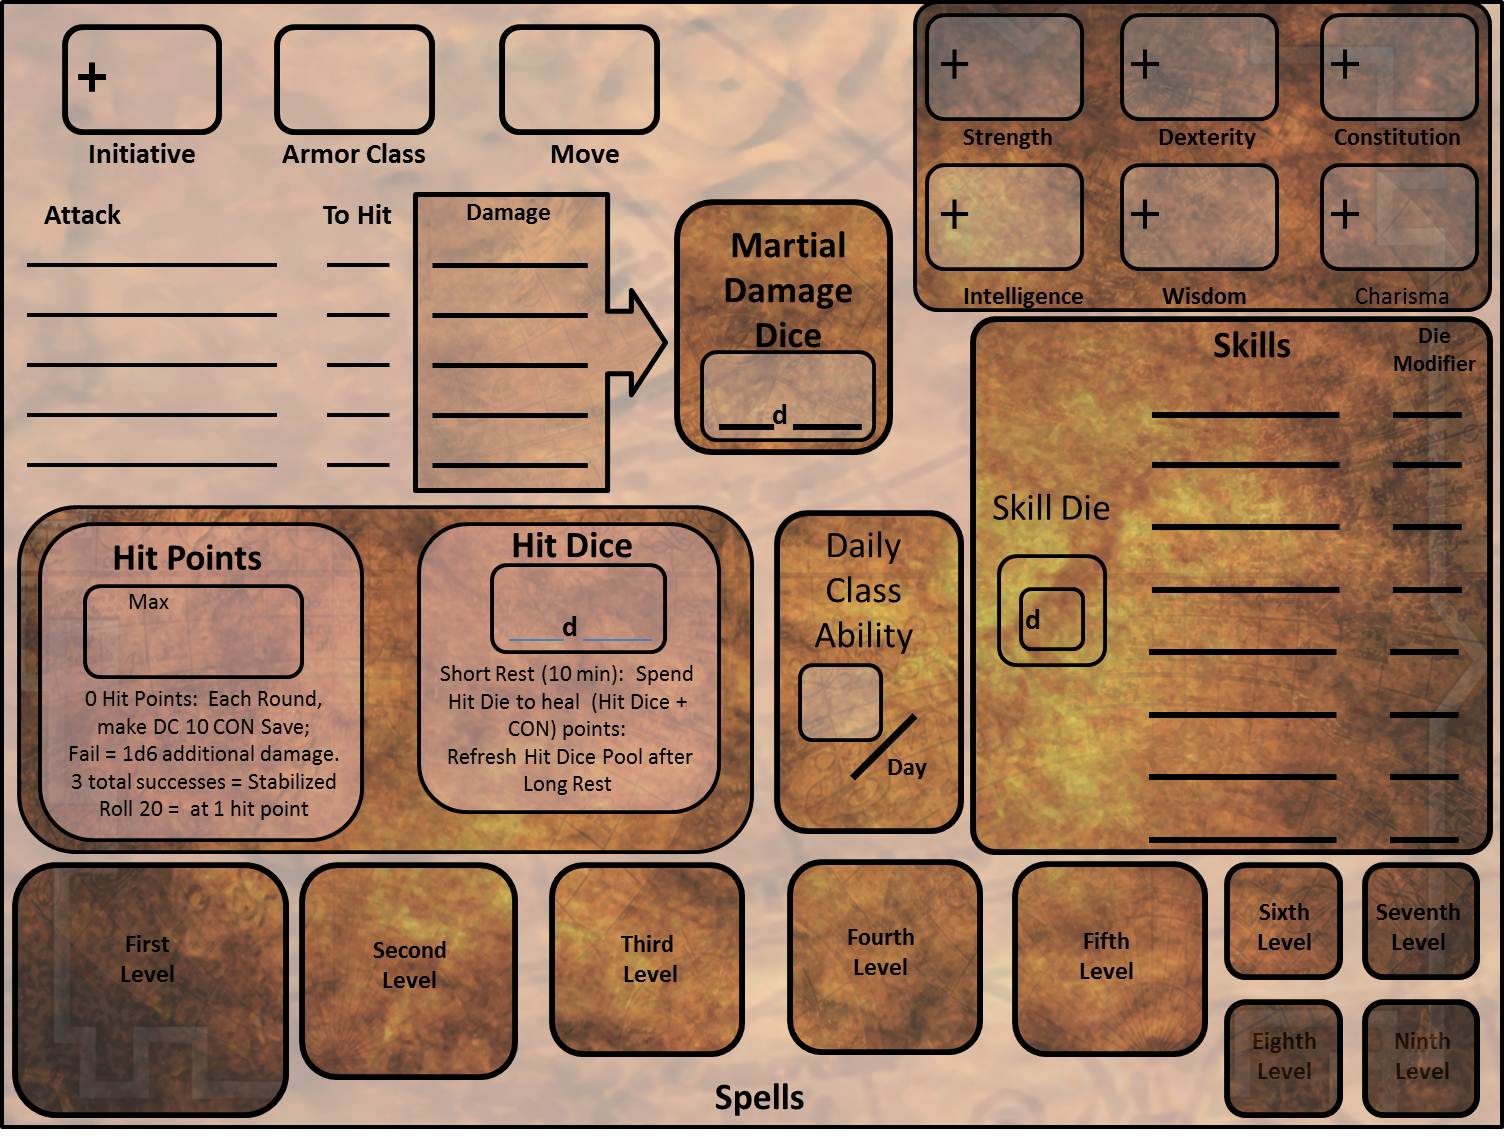 +
Initiative
Armor Class
Move
+
Strength
+
Dexterity
+
Constitution
+
Intelligence
+
Wisdom
+
Charisma
Attack
To Hit
Damage
Martial
Damage
Dice
d
Skills
Die
Modifier
Skill Die
d
Hit Points
Max
0 Hit Points: Each Round,
make DC 10 CON Save;
Fail = 1d6 additional damage.
3 total successes = Stabilized
Roll 20 = at 1 hit point
Hit Dice
d
Short Rest (10 min): Spend
Hit Die to heal (Hit Dice +
CON) points:
Refresh Hit Dice Pool after
Long Rest
Daily
Class
Ability
Day
First
Level
Second
Level
Third
Level
Fourth
Level
Fifth
Level
Sixth
Level
Seventh
Level
Eighth
Level
Ninth
Level
Spells